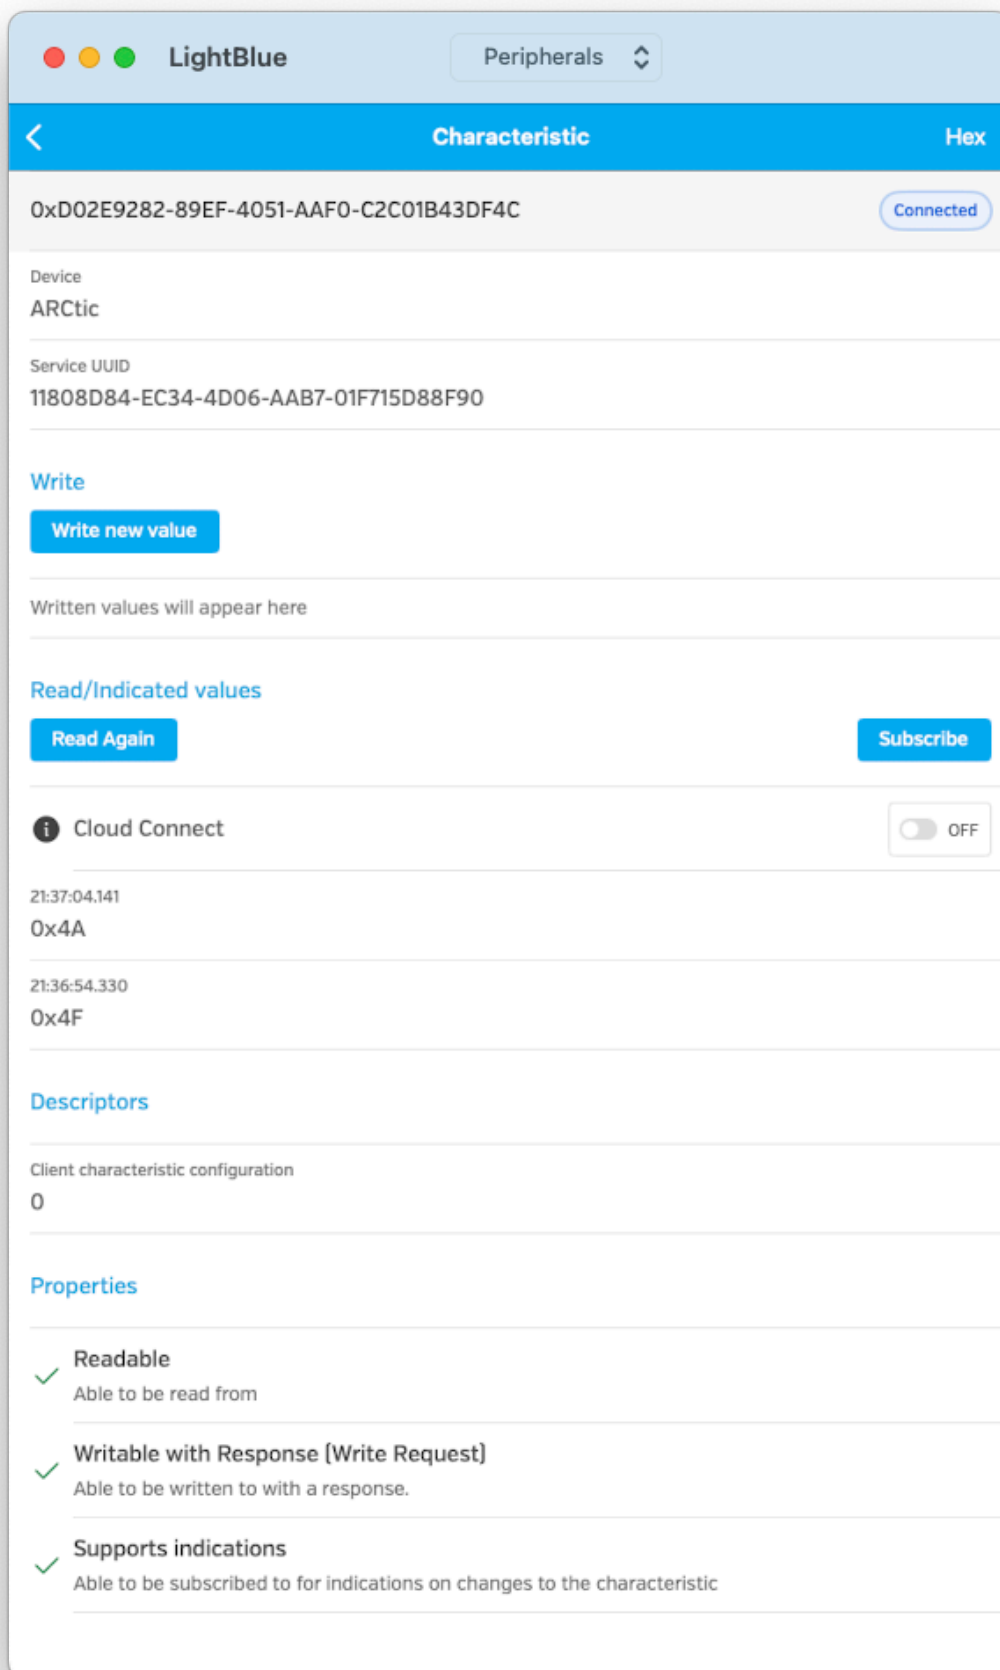 LightBlue
Peripherals
Characteristic
Hex
0xD02E9282-89EF-4051-AAF0-C2C01B43DF4C
Connected
Device
ARCtic
Service UUID
11808D84-EC34-4D06-AAB7-01F715D88F90
Write
Write new value
Written values will appear here
Read/Indicated values
Read Again
Subscribe
Cloud Connect
OFF
21:37:04.141
0x4A
21:36:54.330
0x4F
Descriptors
Client characteristic configuration
0
Properties
Readable
Able to be read from
Writable with Response (Write Request)
Able to be written to with a response.
Supports indications
Able to be subscribed to for indications on changes to the characteristic